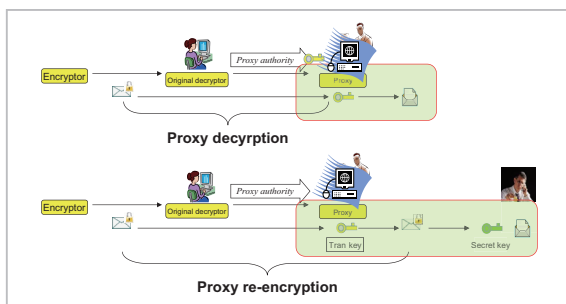 Proxy authority
Encryptor
Original decryptor
Proxy
Proxy decyrption
Proxy authority
Encryptor
Original decryptor
Proxy
Tran key
Secret key
Proxy re-encryption